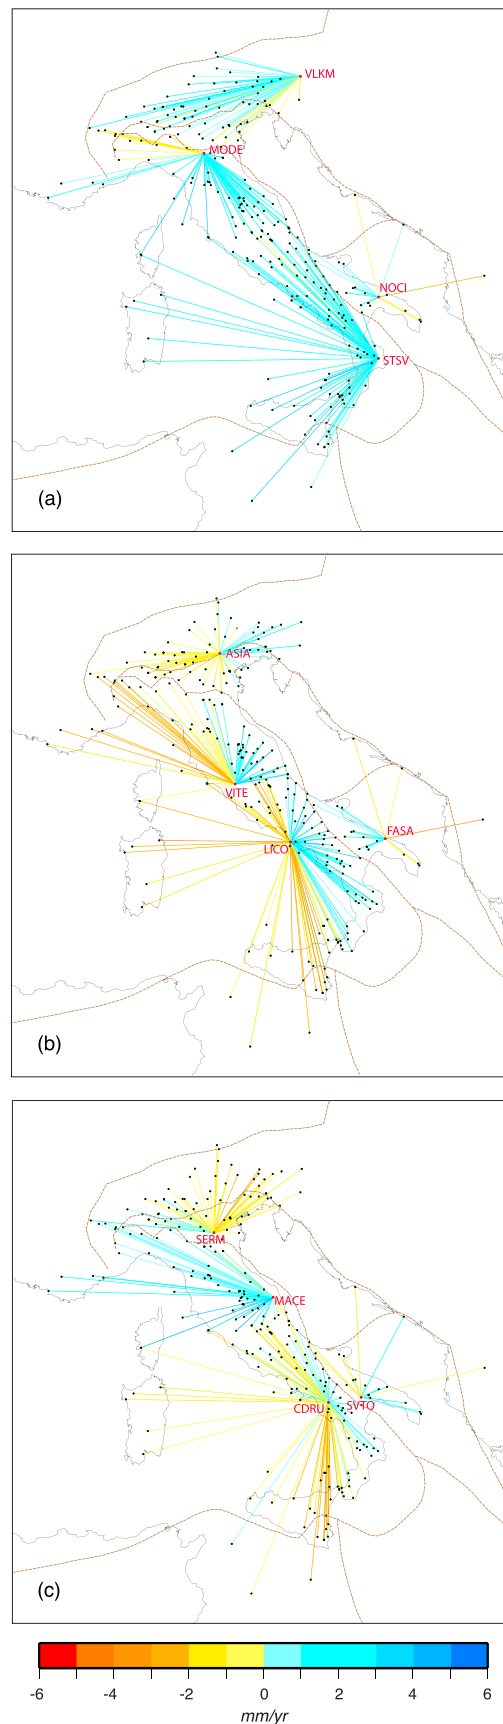 VLKM
MODE
NOCI
STSV
(a)
ASIA
VITE
FASA
LICO
(b)
SERM
MACE
CDRU SVTO
(c)
-6 -4 -2 0 2 4 6
mm/yr